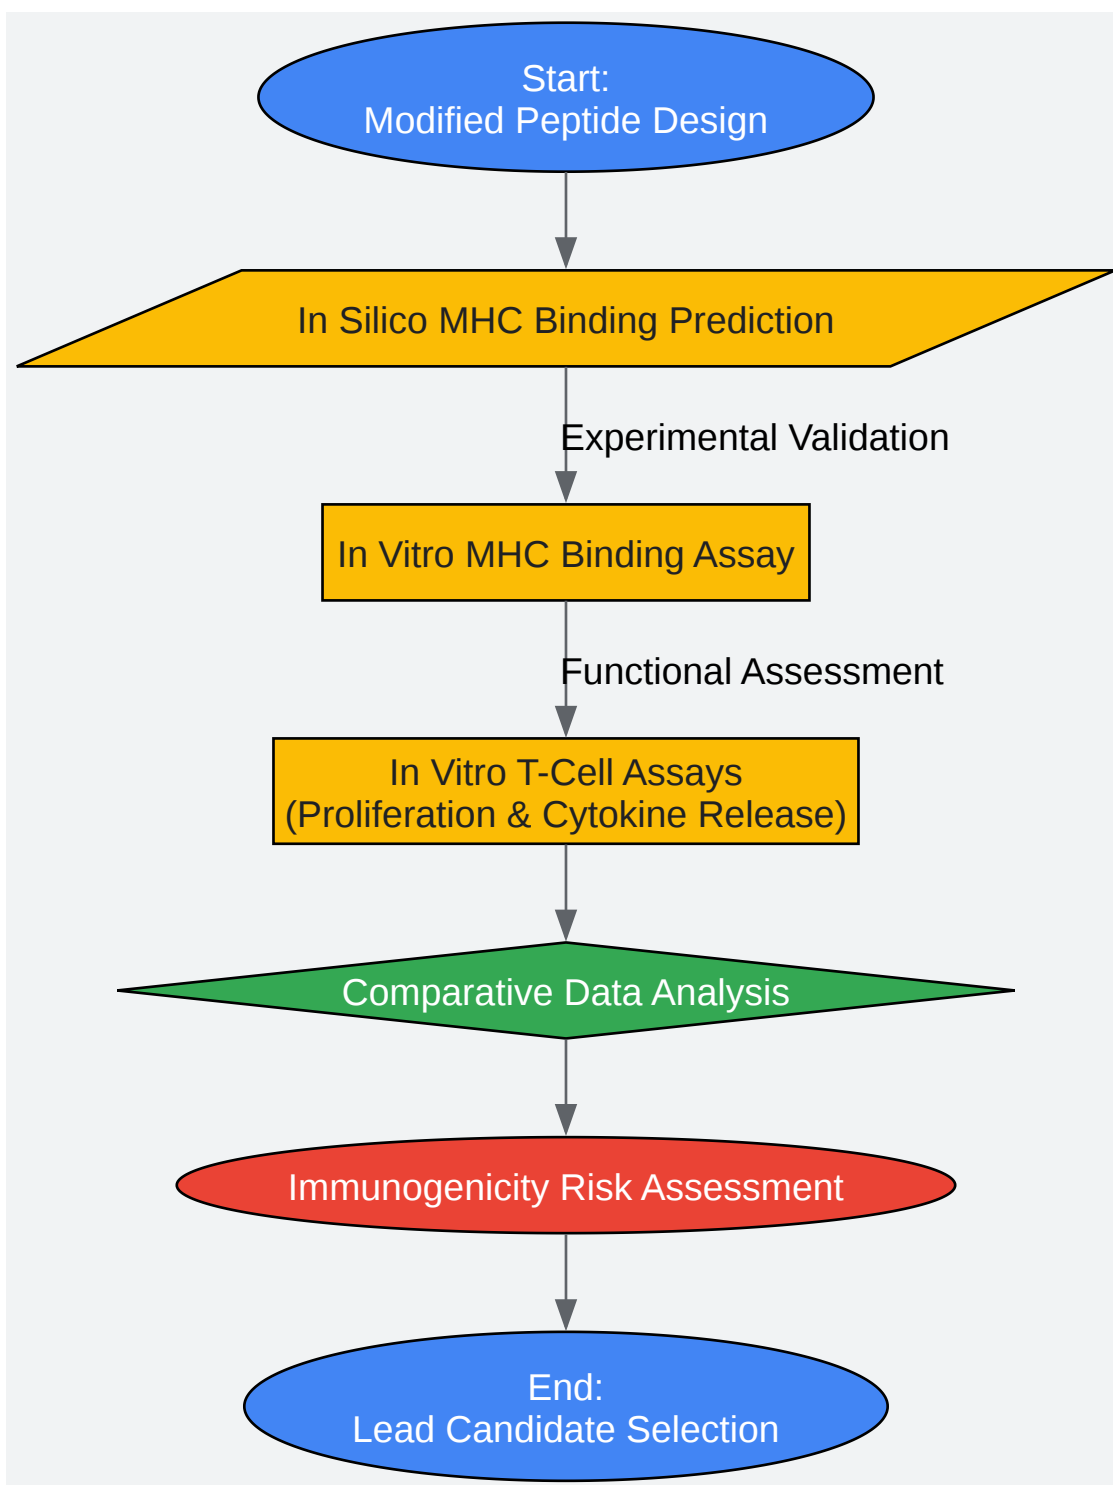 Start:
Modified Peptide Design
In Silico MHC Binding Prediction
Experimental Validation
In Vitro MHC Binding Assay
Functional Assessment
In Vitro T-Cell Assays
(Proliferation & Cytokine Release)
Comparative Data Analysis
Immunogenicity Risk Assessment
End:
Lead Candidate Selection